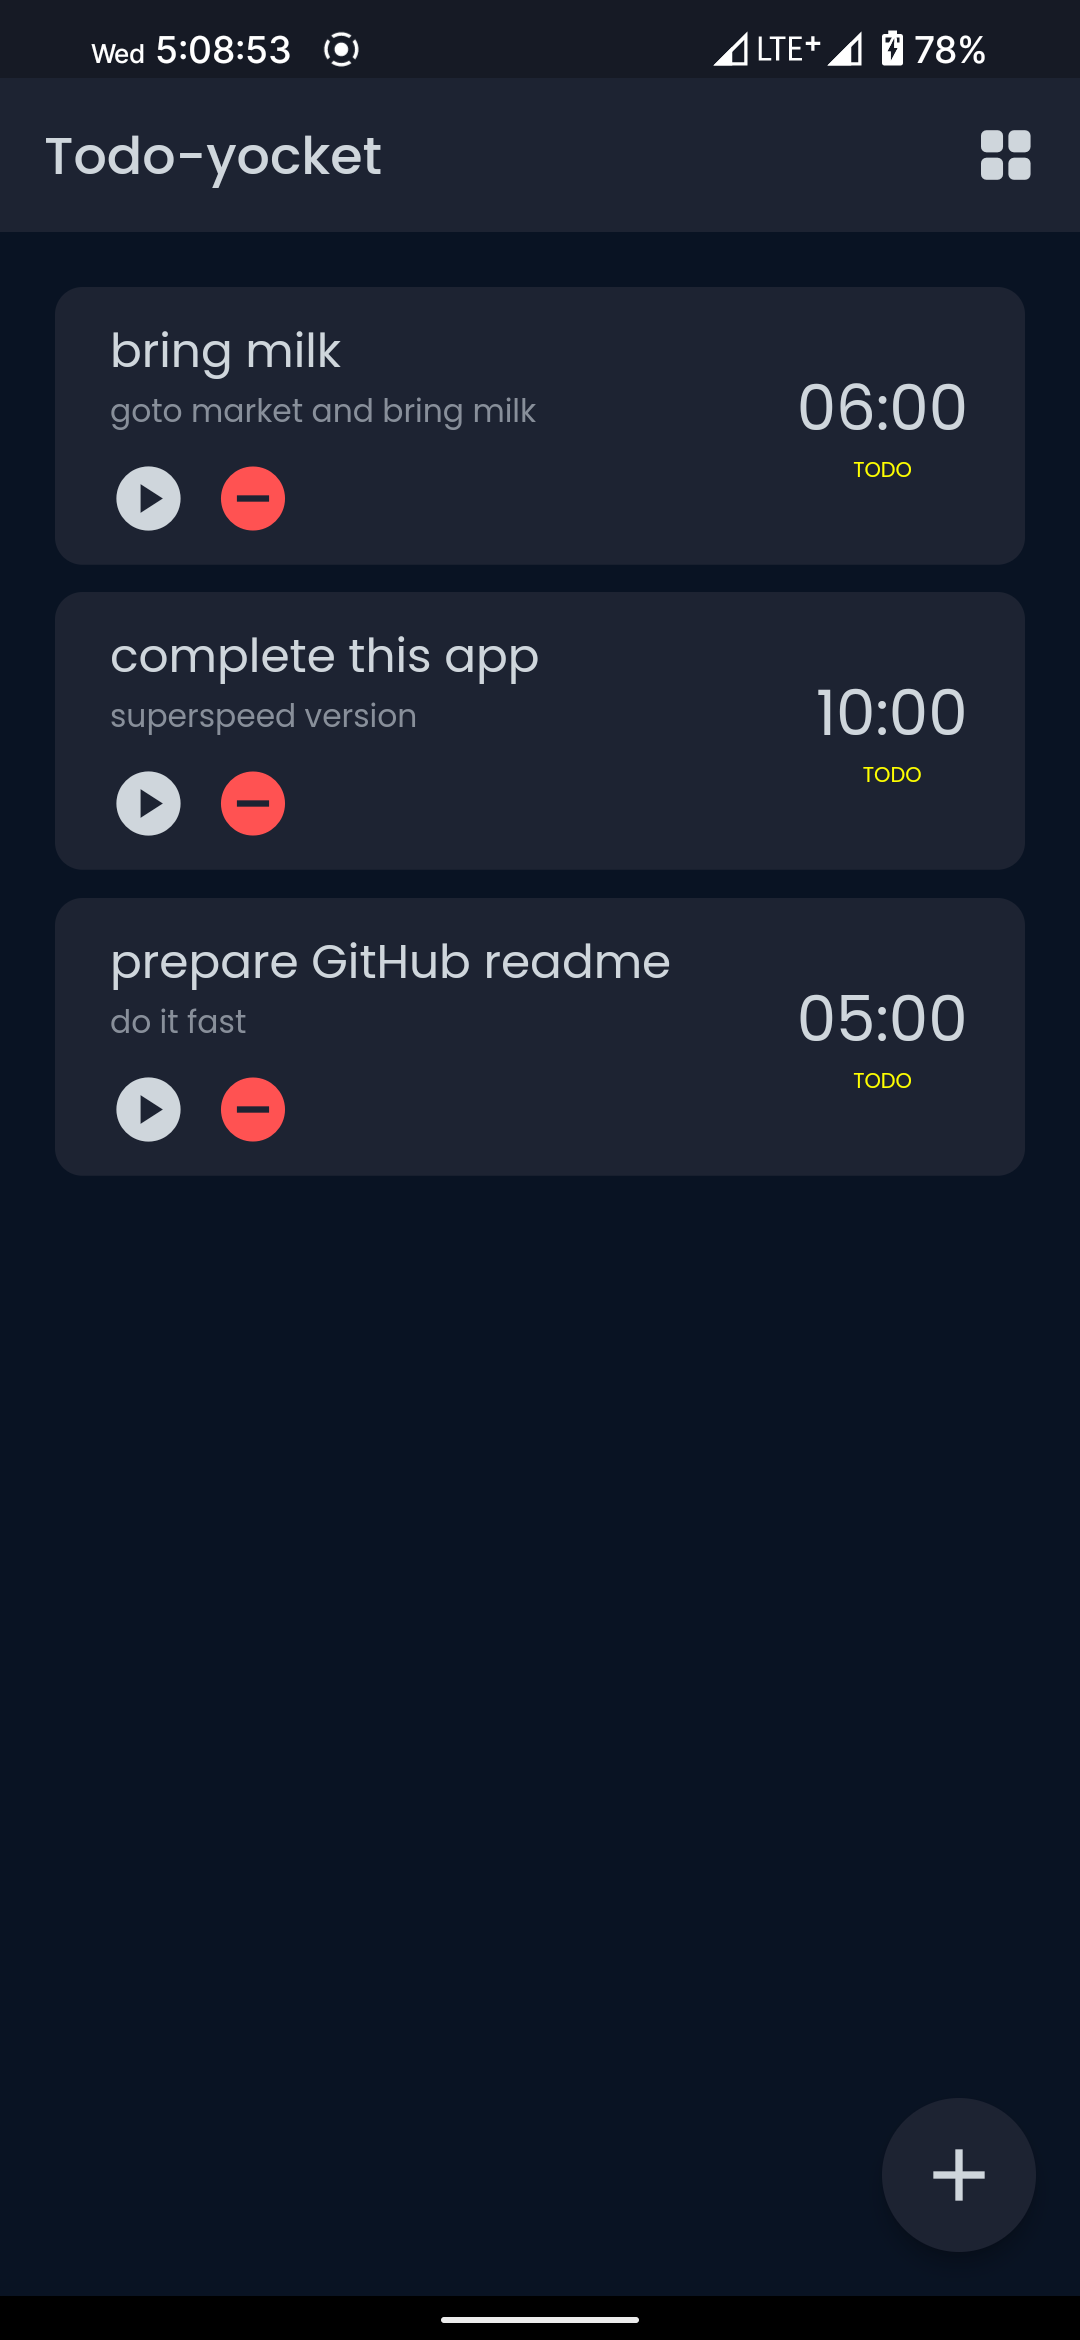 Wed 5:08:53 LTE+ 78%
Todo-yocket
bring milk
goto market and bring milk
06:00
TODO
complete this app
superspeed version
10:00
TODO
prepare GitHub readme
do it fast
05:00
TODO